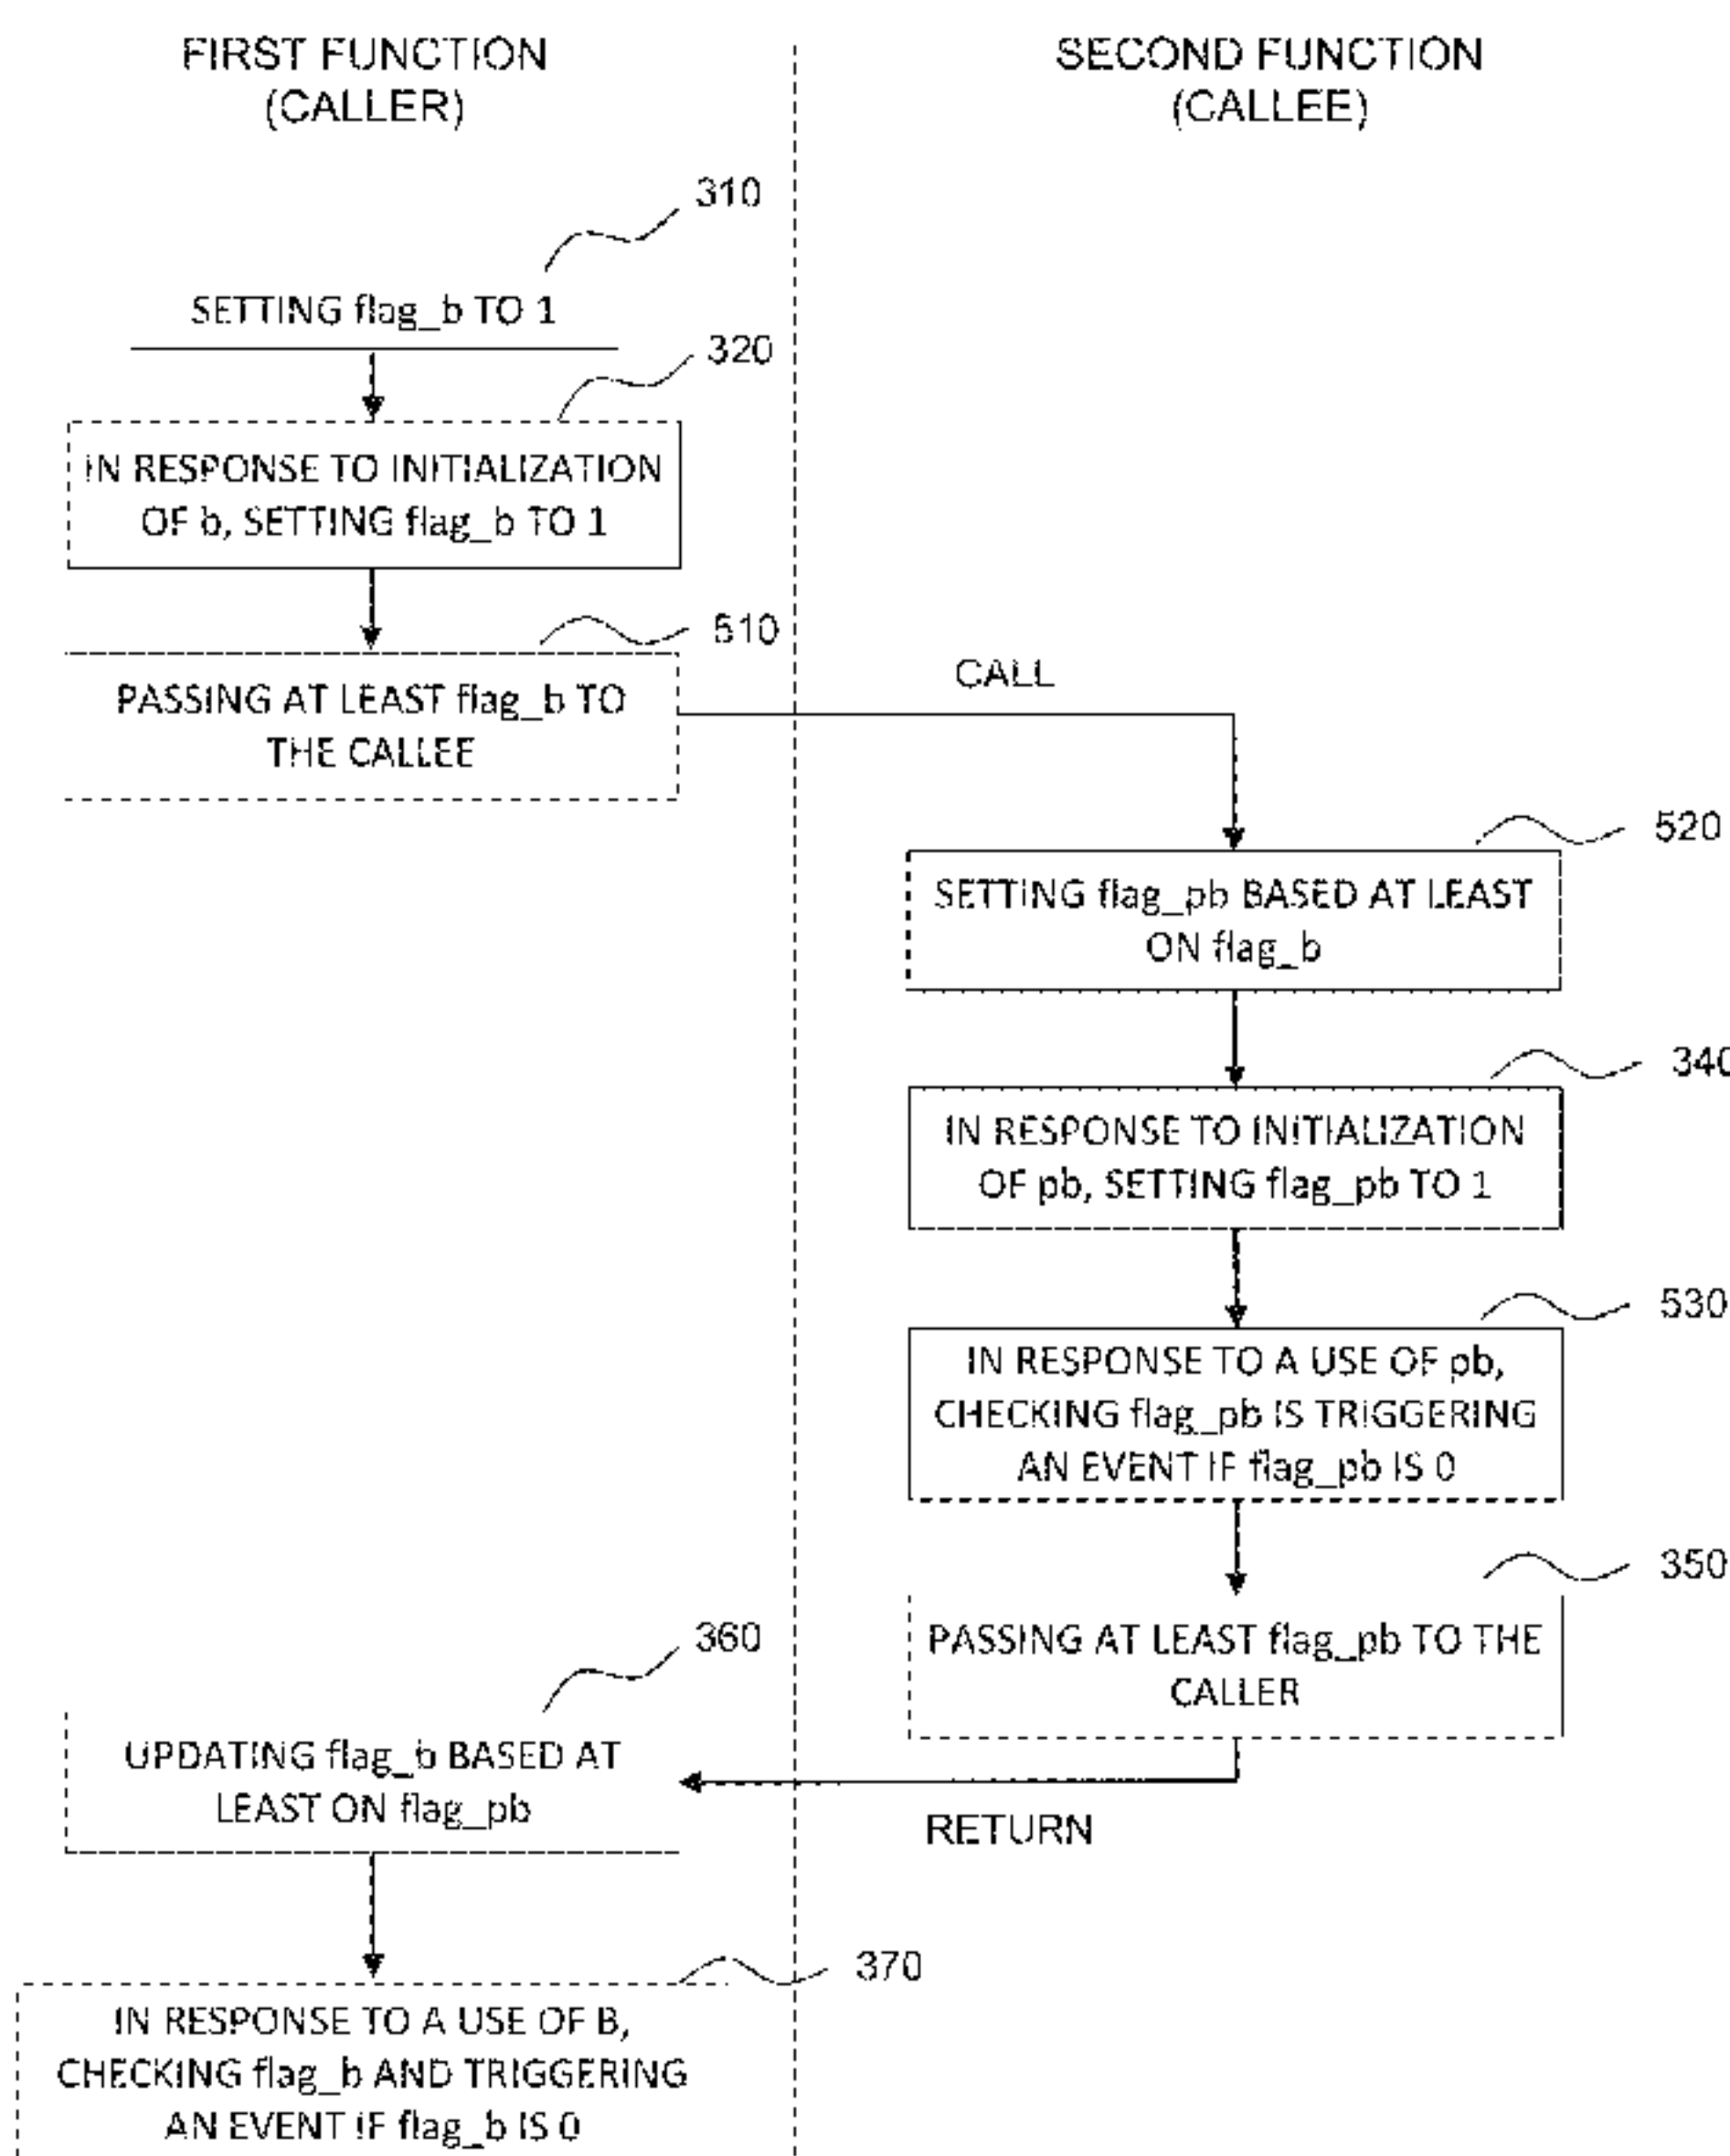 FIRST FUNCTION
(CALLER)
SECOND FUNCTION
(CALLEE)
310
SETTING flag_b TO 1
320
IN RESPONSE TO INITIALIZATION
OF b, SETTING flag_b TO 1
510
PASSING AT LEAST flag_b TO
THE CALLEE
CALL
520
SETTING flag_pb BASED AT LEAST
ON flag_b
340
IN RESPONSE TO INITIALIZATION
OF pb, SETTING flag_pb TO 1
530
IN RESPONSE TO A USE OF pb,
CHECKING flag_pb IS TRIGGERING
AN EVENT IF flag_pb IS 0
350
PASSING AT LEAST flag_pb TO THE
CALLER
360
UPDATING flag_b BASED AT
LEAST ON flag_pb
RETURN
370
IN RESPONSE TO A USE OF B,
CHECKING flag_b AND TRIGGERING
AN EVENT IF flag_b IS 0